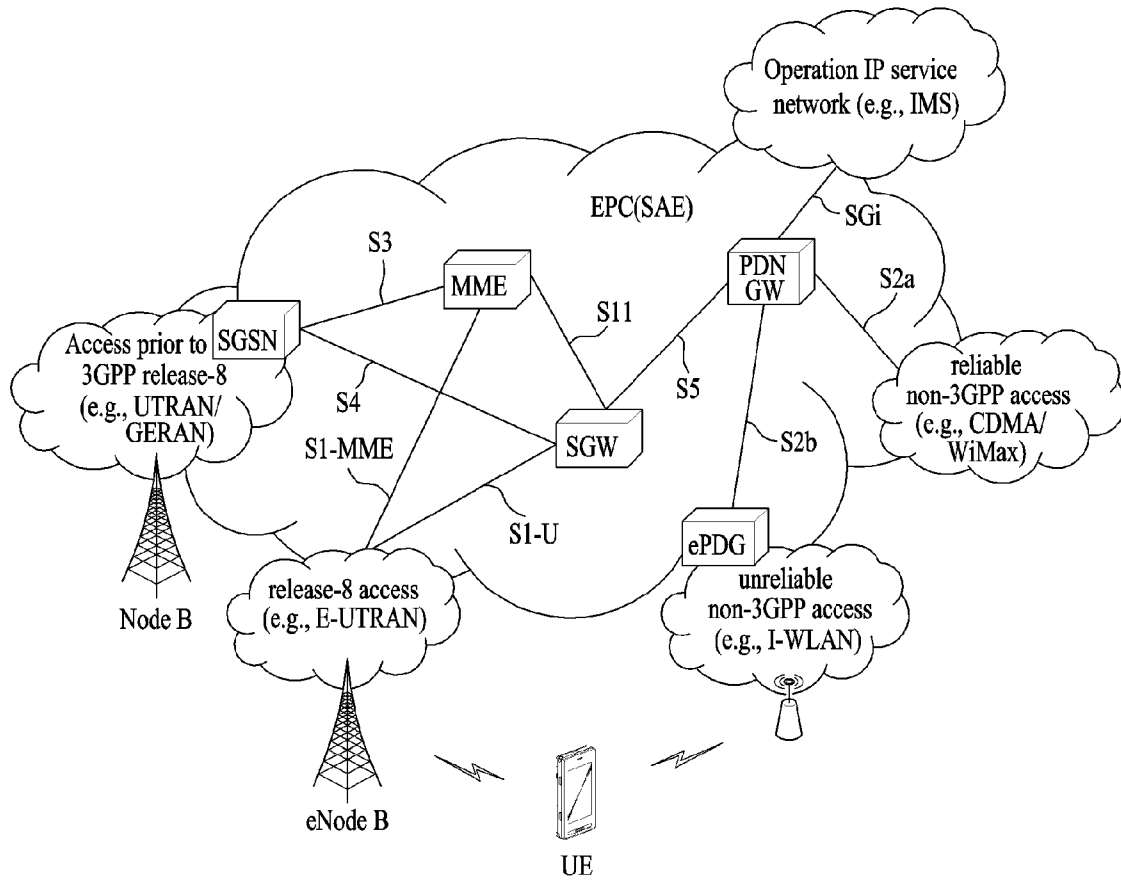 Operation IP service
network (e.g., IMS)
EPC(SAE)
SGi
S3
MME
PDN
GW
S2a
SGSN
S11
Access prior to
3GPP release-8
(e.g., UTRAN/
GERAN)
S4
S5
reliable
non-3GPP access
(e.g., CDMA/
WiMax)
S1-MME
SGW
S2b
S1-U
ePDG
release-8 access
(e.g., E-UTRAN)
unreliable
non-3GPP access
(e.g., I-WLAN)
Node B
eNode B
UE